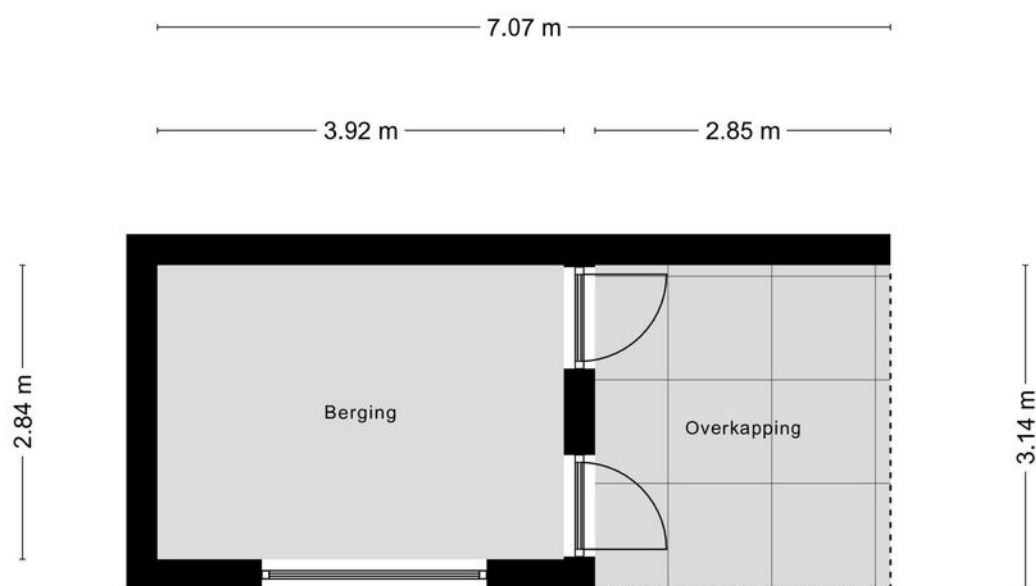 7.07 m
3.92 m
2.85 m
2.84 m
Berging
Overkapping
3.14 m